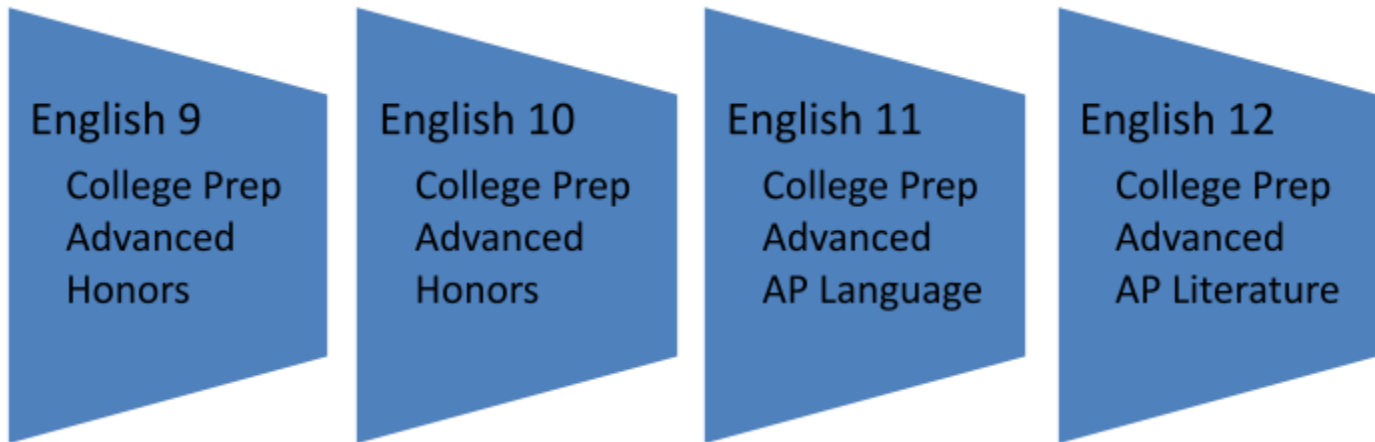 English 9
College Prep
Advanced
Honors
English 10
College Prep
Advanced
Honors
English 11
College Prep
Advanced
AP Language
English 12
College Prep
Advanced
AP Literature